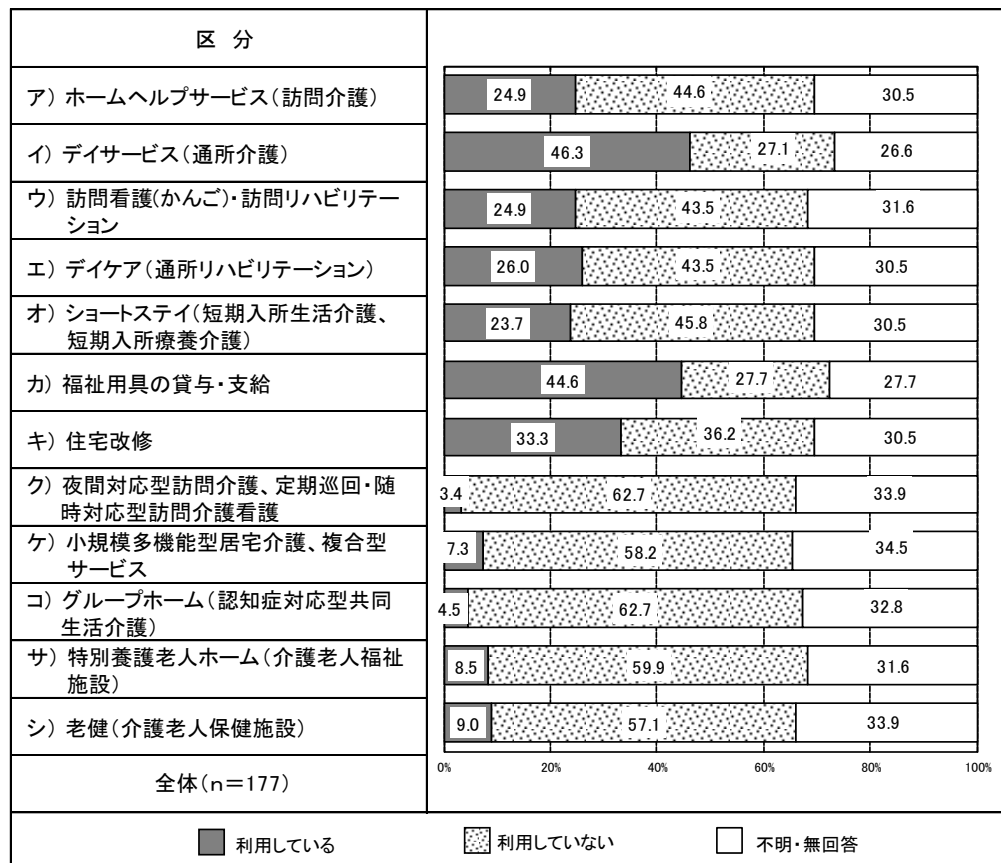 区 分
ア) ホームヘルプサービス(訪問介護)
24.9 44.6 30.5
イ) デイサービス(通所介護)
46.3 27.1 26.6
ウ) 訪問看護(かんご)・訪問リハビリテー
ション
24.9 43.5 31.6
エ) デイケア(通所リハビリテーション)
26.0 43.5 30.5
オ) ショートステイ(短期入所生活介護、
短期入所療養介護)
23.7 45.8 30.5
カ) 福祉用具の貸与・支給
44.6 27.7 27.7
キ) 住宅改修
33.3 36.2 30.5
ク) 夜間対応型訪問介護、定期巡回・随
時対応型訪問介護看護
3.4 62.7 33.9
ケ) 小規模多機能型居宅介護、複合型
サービス
7.3 58.2 34.5
コ) グループホーム(認知症対応型共同
生活介護)
4.5 62.7 32.8
サ) 特別養護老人ホーム(介護老人福祉
施設)
8.5 59.9 31.6
シ) 老健(介護老人保健施設)
9.0 57.1 33.9
0% 20% 40% 60% 80% 100%
全体(n=177)
利用している 利用していない 不明・無回答